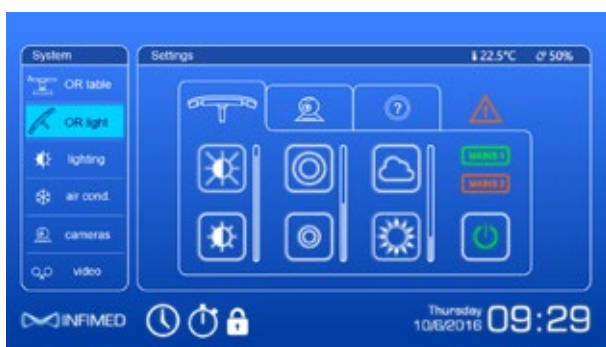 System
Settings
22.5°C
50%
OR table
OR light
?
lighting
MAINS 1
air cond.
MAINS 2
cameras
video
INFIMED
Thursday
10/6/2016
09:29